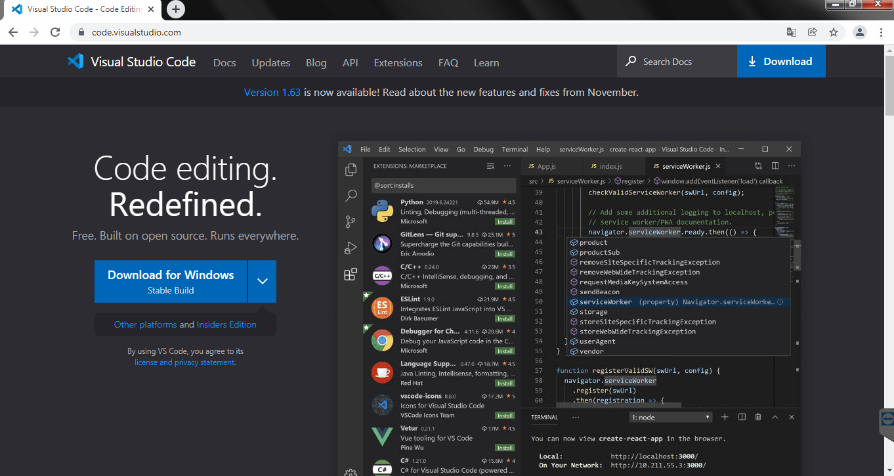 Visual Studio Code - Code Editin
code.visualstudio.com
Visual Studio Code
Docs
Updates
Blog
API
Extensions
FAQ
Learn
Search Docs
Download
Version 1.63 is now available! Read about the new features and fixes from November.
Code editing.
Redefined.
Free. Built on open source. Runs everywhere.
Download for Windows
Stable Build
Other platforms and Insiders Edition
By using VS Code, you agree to its
license and privacy statement.
File Edit Selection View Go Debug Terminal Help serviceWorker.js - create-react-app - Visual Studio Code - In...
EXTENSIONS: MARKETPLACE
@sort:installs
Python 2019.6.24221 54.9M 4.5
Linting, Debugging (multi-threaded, ...
Microsoft
Install
GitLens — Git sup... 9.8.5 23.1M 5
Supercharge the Git capabilities buil...
Eric Amodio
Install
C/C++ 0.24.0 23M 3.5
C/C++ IntelliSense, debugging, and ...
Microsoft
Install
ESLint 1.9.0 21.9M 4.5
Integrates ESLint JavaScript into VS ...
Dirk Baeumer
Install
Debugger for Ch... 4.11.6 20.6M 4
Debug your JavaScript code in the C...
Microsoft
Install
Language Supp... 0.47.0 18.7M 4.5
Java Linting, Intellisense, formatting, ...
Red Hat
Install
vscode-icons 8.8.0 17.2M 5
Icons for Visual Studio Code
VSCode Icons Team
Install
Vetur 0.21.1 17M 4.5
Vue tooling for VS Code
Pine Wu
Install
C# 1.21.0 15.6M 4
C# for Visual Studio Code (powered ...
App.js
index.js
serviceWorker.js
src > serviceWorker.js > register > window.addEventListener('load') callback
39 checkValidServiceWorker(swUrl, config);
40
41 // Add some additional logging to localhost, p
42 // service worker/PWA documentation.
43 navigator.serviceWorker.ready.then(() => {
44 product
45 productSub
46 removeSiteSpecificTrackingException
47 removeWebWideTrackingException
48 requestMediaKeySystemAccess
49 sendBeacon
50 serviceWorker (property) Navigator.serviceWorke...
51 storage
52 storeSiteSpecificTrackingException
53 storeWebWideTrackingException
54 } userAgent
55 } vendor
56
57 function registerValidSW(swUrl, config) {
58 navigator.serviceWorker
59 .register(swUrl)
60 .then(registration => {
TERMINAL ... 1: node
You can now view create-react-app in the browser.
Local: http://localhost:3000/
On Your Network: http://10.211.55.3:3000/